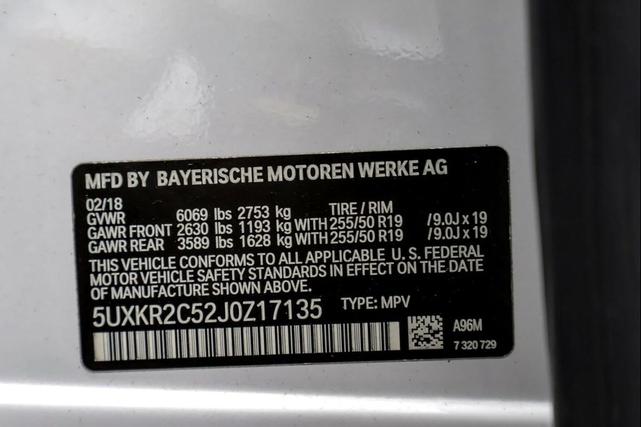 MFD BY BAYERISCHE MOTOREN WERKE AG
02/18
GVWR 6069 lbs 2753 kg TIRE / RIM
GAWR FRONT 2630 lbs 1193 kg WITH 255/50 R19 /9.0J x 19
GAWR REAR 3589 lbs 1628 kg WITH 255/50 R19 /9.0J x 19
THIS VEHICLE CONFORMS TO ALL APPLICABLE U. S. FEDERAL
MOTOR VEHICLE SAFETY STANDARDS IN EFFECT ON THE DATE
OF MANUFACTURE SHOWN ABOVE.
5UXKR2C52J0Z17135 TYPE: MPV
A96M
7 320 729